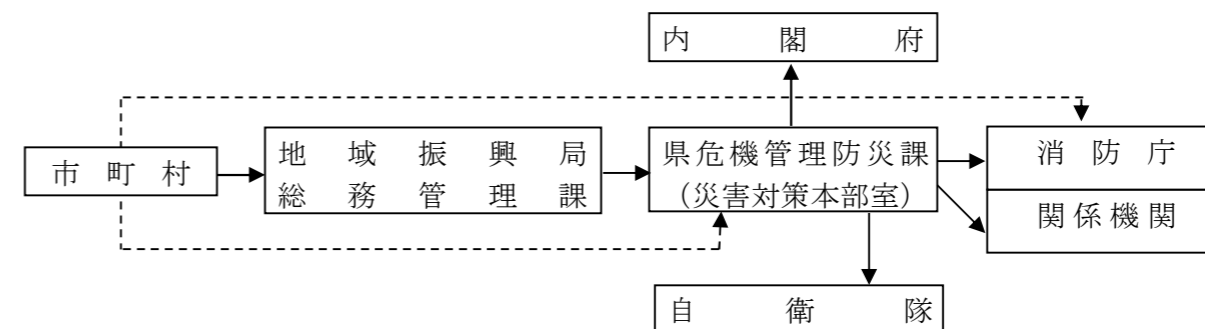 内閣府
市町村
地域振興局
総務管理課
県危機管理防災課
（災害対策本部室）
消防庁
関係機関
自衛隊